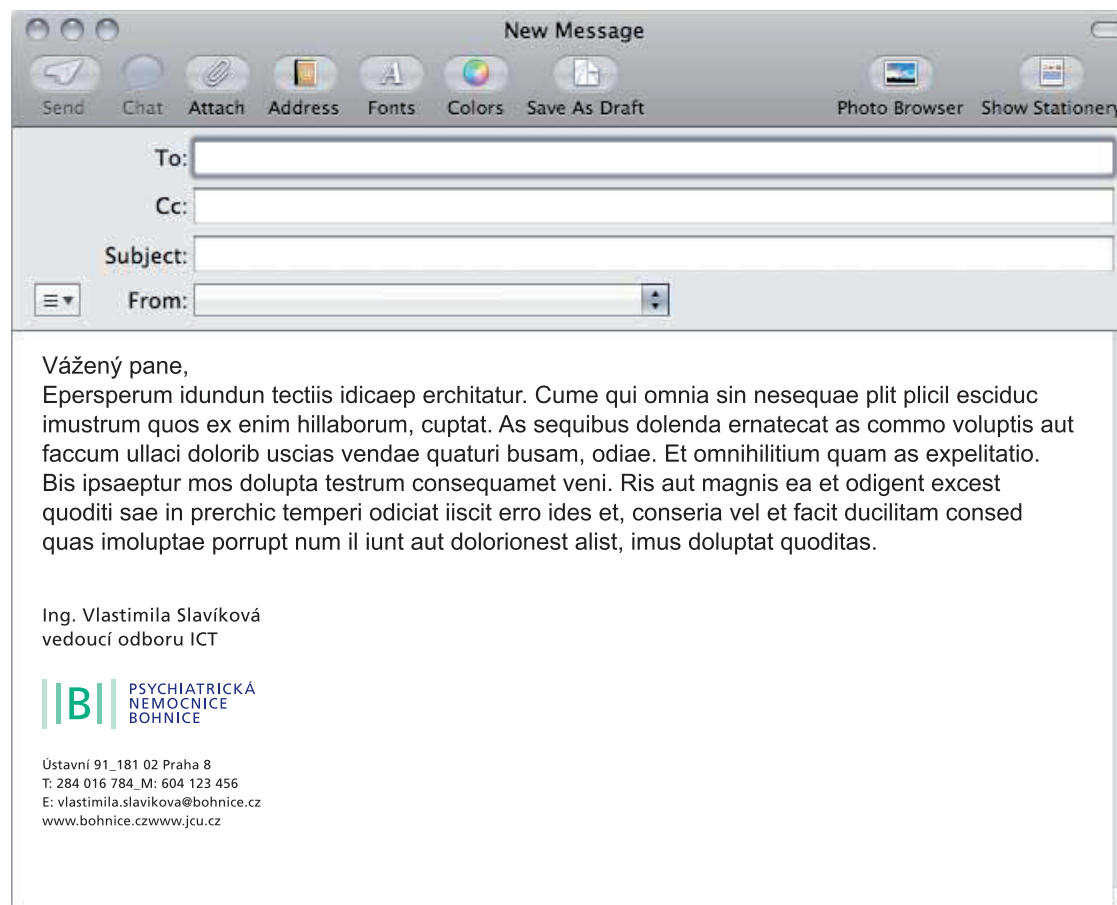 New Message
Send Chat Attach Address Fonts Colors Save As Draft Photo Browser Show Stationery
To:
Cc:
Subject:
From:
Vážený pane,
Epersperum idundun tectiis idicaep erchitatur. Cume qui omnia sin nesequae plit plicil esciduc
imustrum quos ex enim hillaborum, cuptat. As sequibus dolenda ernatecat as commo voluptis aut
faccum ullaci dolorib uscias vendae quaturi busam, odiae. Et omnihilitium quam as expelitatio.
Bis ipsaeptur mos dolupta testrum consequamet veni. Ris aut magnis ea et odigent excest
quoditi sae in prerchic temperi odiciat iiscit erro ides et, conseria vel et facit ducilitam consed
quas imoluptae porrupt num il iunt aut dolorionest alist, imus doluptat quoditas.
Ing. Vlastimila Slavíková
vedoucí odboru ICT
B
PSYCHIATRICKÁ
NEMOCNICE
BOHNICE
Ústavní 91_181 02 Praha 8
T: 284 016 784_M: 604 123 456
E: vlastimila.slavikova@bohnice.cz
www.bohnice.czwww.jcu.cz